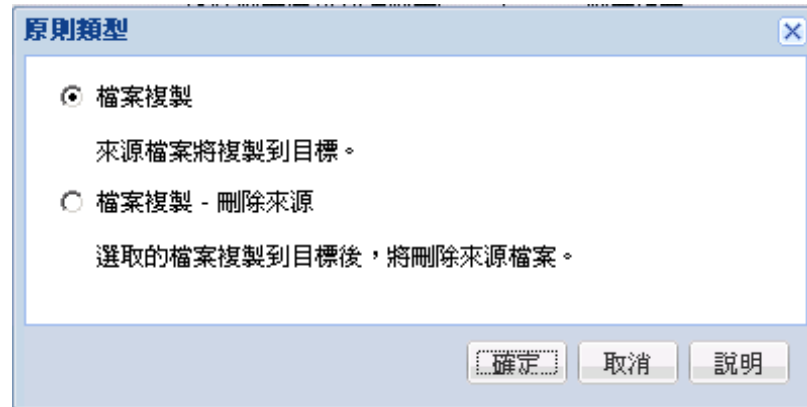 原則類型
檔案複製
來源檔案將複製到目標。
檔案複製 - 刪除來源
選取的檔案複製到目標後，將刪除來源檔案。
確定 取消 說明